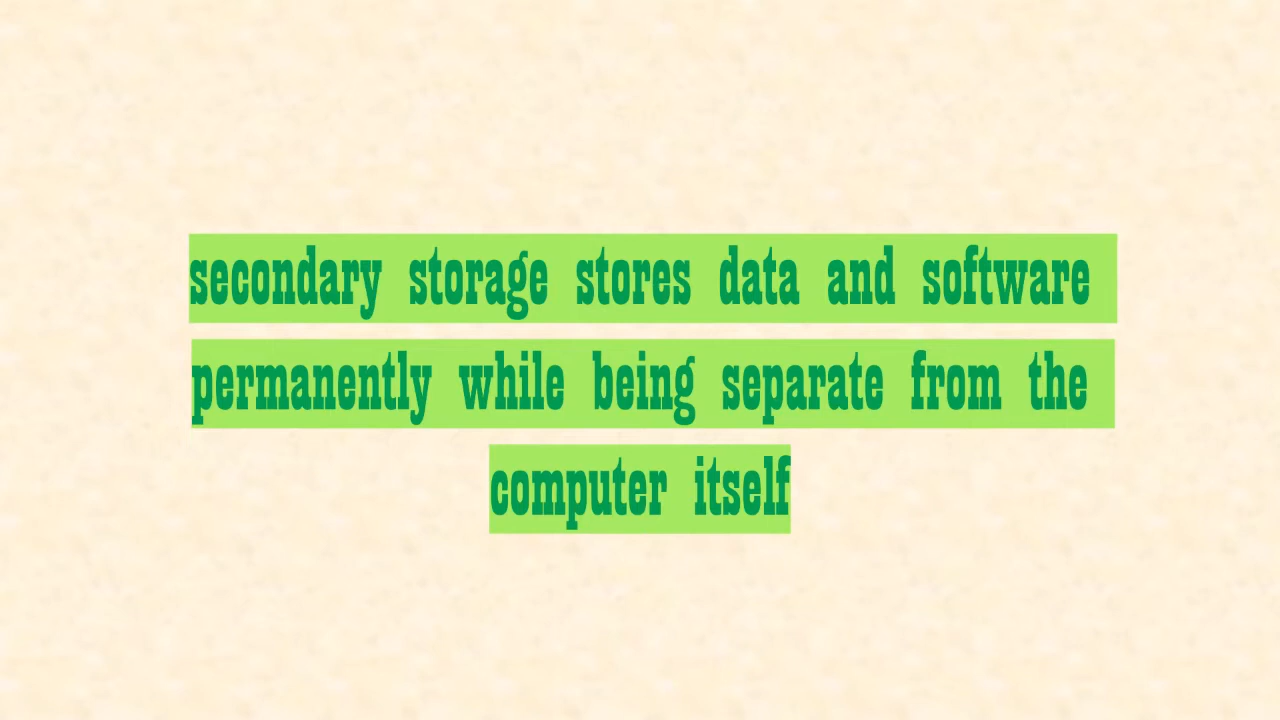 secondary storage stores data and software
permanently while being separate from the
computer itself